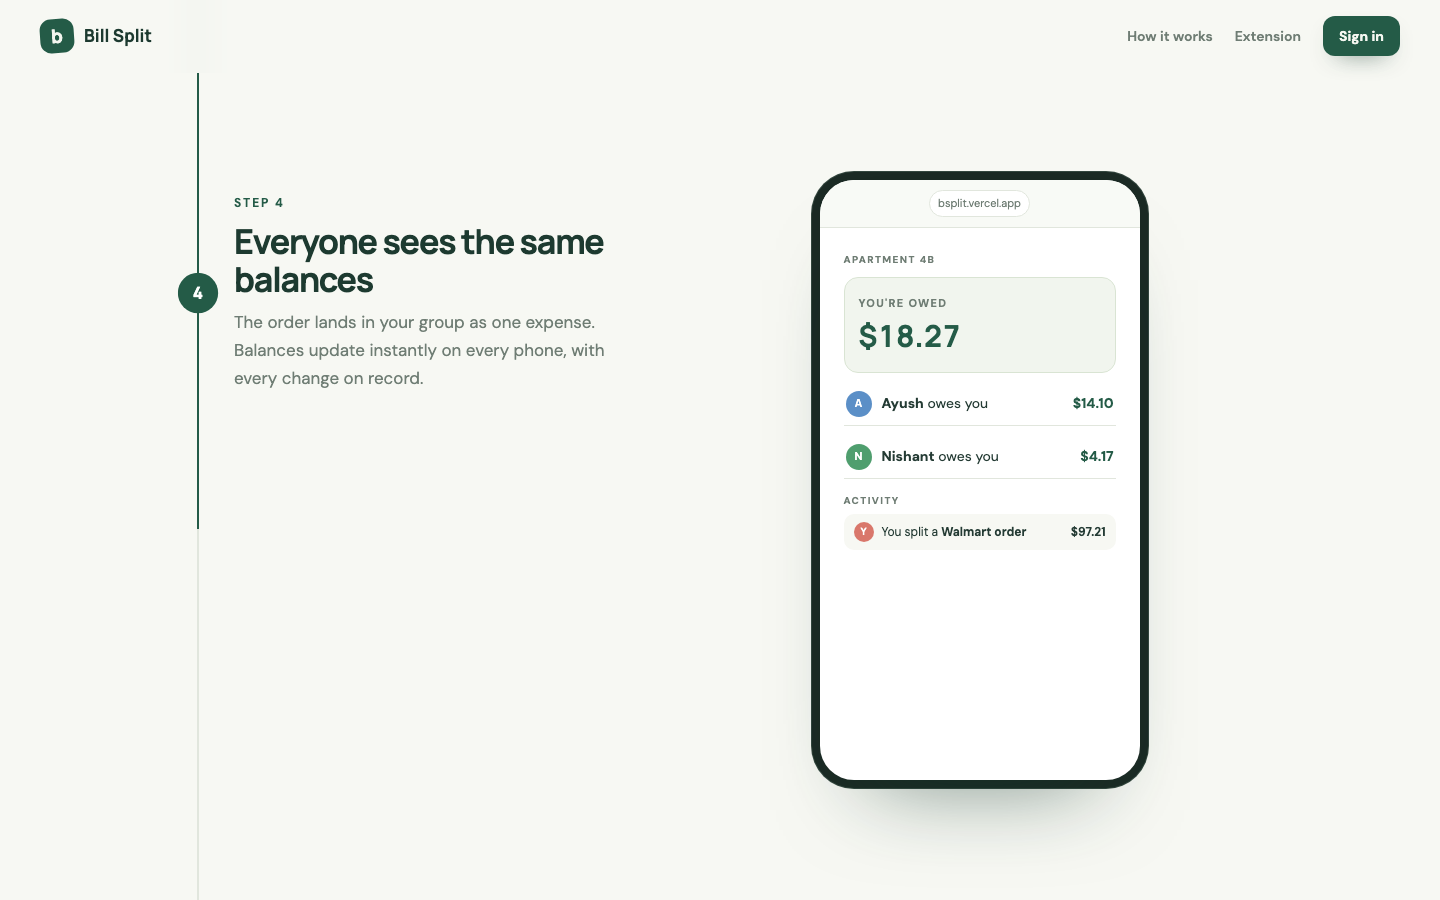 b Bill Split
How it works Extension Sign in
STEP 4
Everyone sees the same
balances
4
The order lands in your group as one expense.
Balances update instantly on every phone, with
every change on record.
bsplit.vercel.app
APARTMENT 4B
YOU'RE OWED
$18.27
A Ayush owes you $14.10
N Nishant owes you $4.17
ACTIVITY
Y You split a Walmart order $97.21